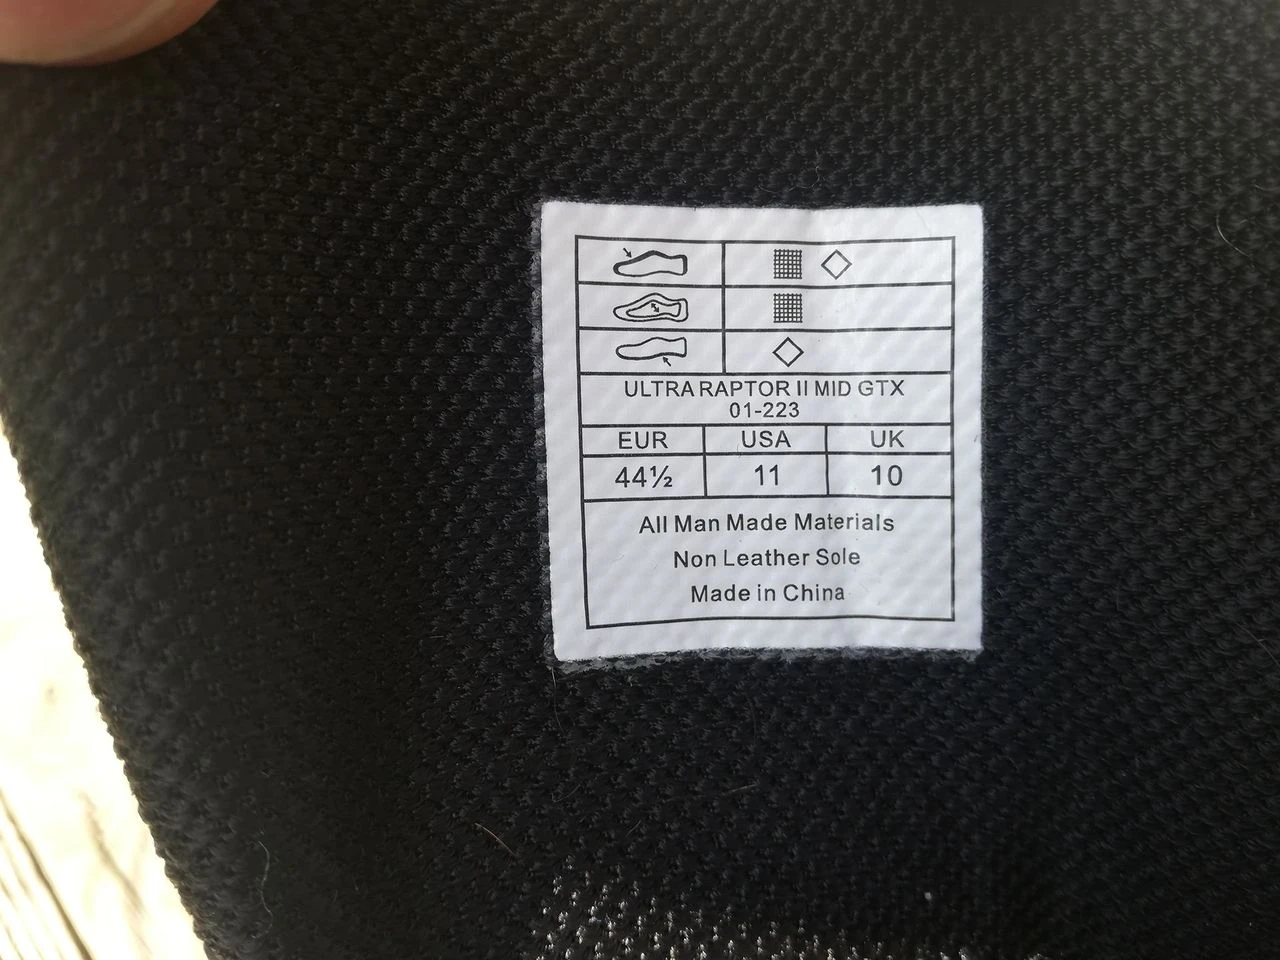 ULTRA RAPTOR II MID GTX
01-223
EUR USA UK
44½ 11 10
All Man Made Materials
Non Leather Sole
Made in China